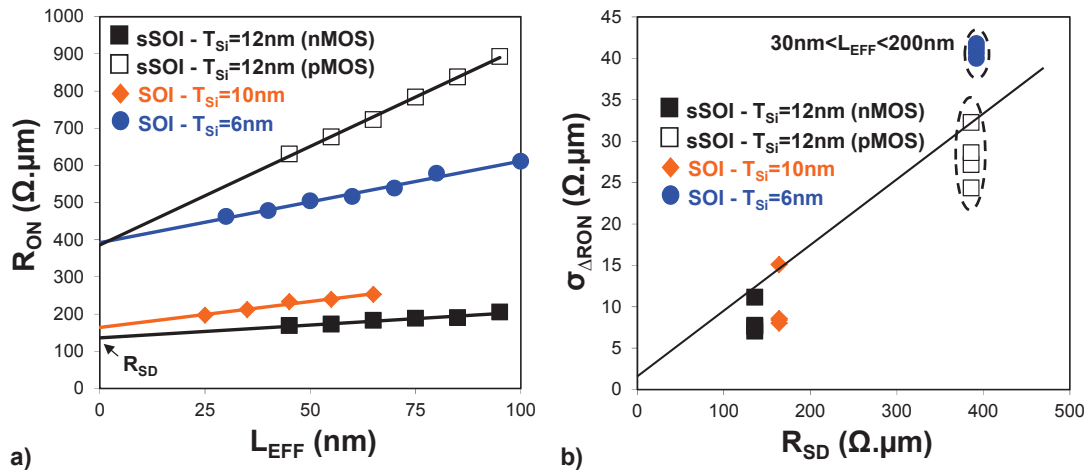 1000
900
800
700
600
500
400
300
200
100
0
R_ON (Ω.µm)
■ sSOI - T_Si=12nm (nMOS)
□ sSOI - T_Si=12nm (pMOS)
◆ SOI - T_Si=10nm
● SOI - T_Si=6nm
R_SD
0 25 50 75 100
L_EFF (nm)
a)
45
40
35
30
25
20
15
10
5
0
σ_ΔRON (Ω.µm)
30nm<L_EFF<200nm
■ sSOI - T_Si=12nm (nMOS)
□ sSOI - T_Si=12nm (pMOS)
◆ SOI - T_Si=10nm
● SOI - T_Si=6nm
0 100 200 300 400 500
R_SD (Ω.µm)
b)